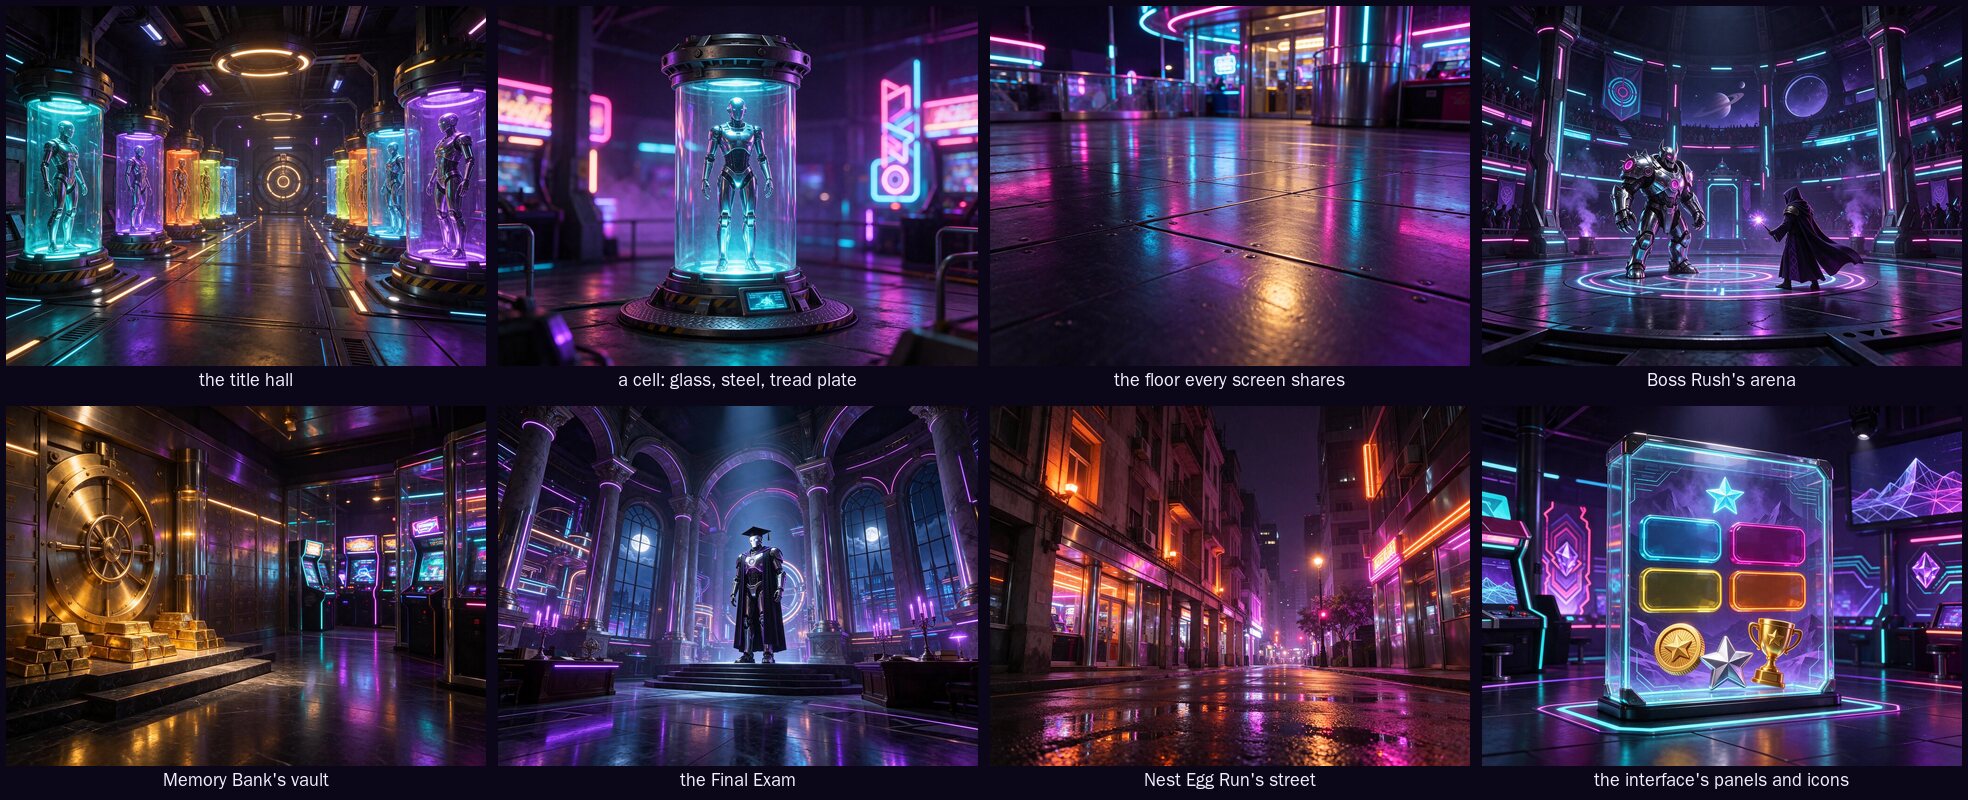 the title hall
a cell: glass, steel, tread plate
the floor every screen shares
Boss Rush's arena
Memory Bank's vault
the Final Exam
Nest Egg Run's street
the interface's panels and icons